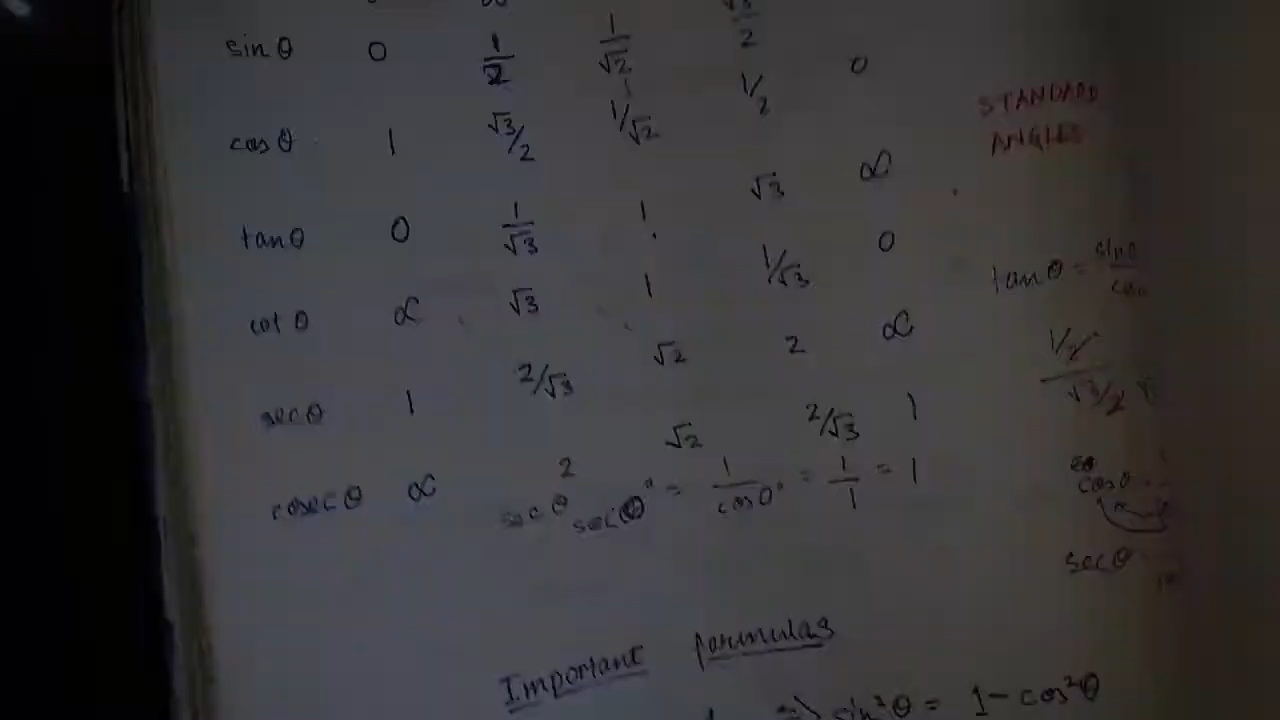 sin θ 0 1/2 1/√2 √3/2
cos θ 1 √3/2 1/√2 1/2 0
STANDARD
ANGLES
tan θ 0 1/√3 1 √3 ∞
cot θ ∞ √3 1 1/√3 0
tan θ = sin θ
sec θ 1 2/√3 √2 2 ∞
cosec θ ∞ 2 √2 2/√3 1
sec θ sec 0° = 1/cos 0° = 1/1 = 1
cos θ
sec θ
Important formulas
sin²θ = 1 - cos²θ